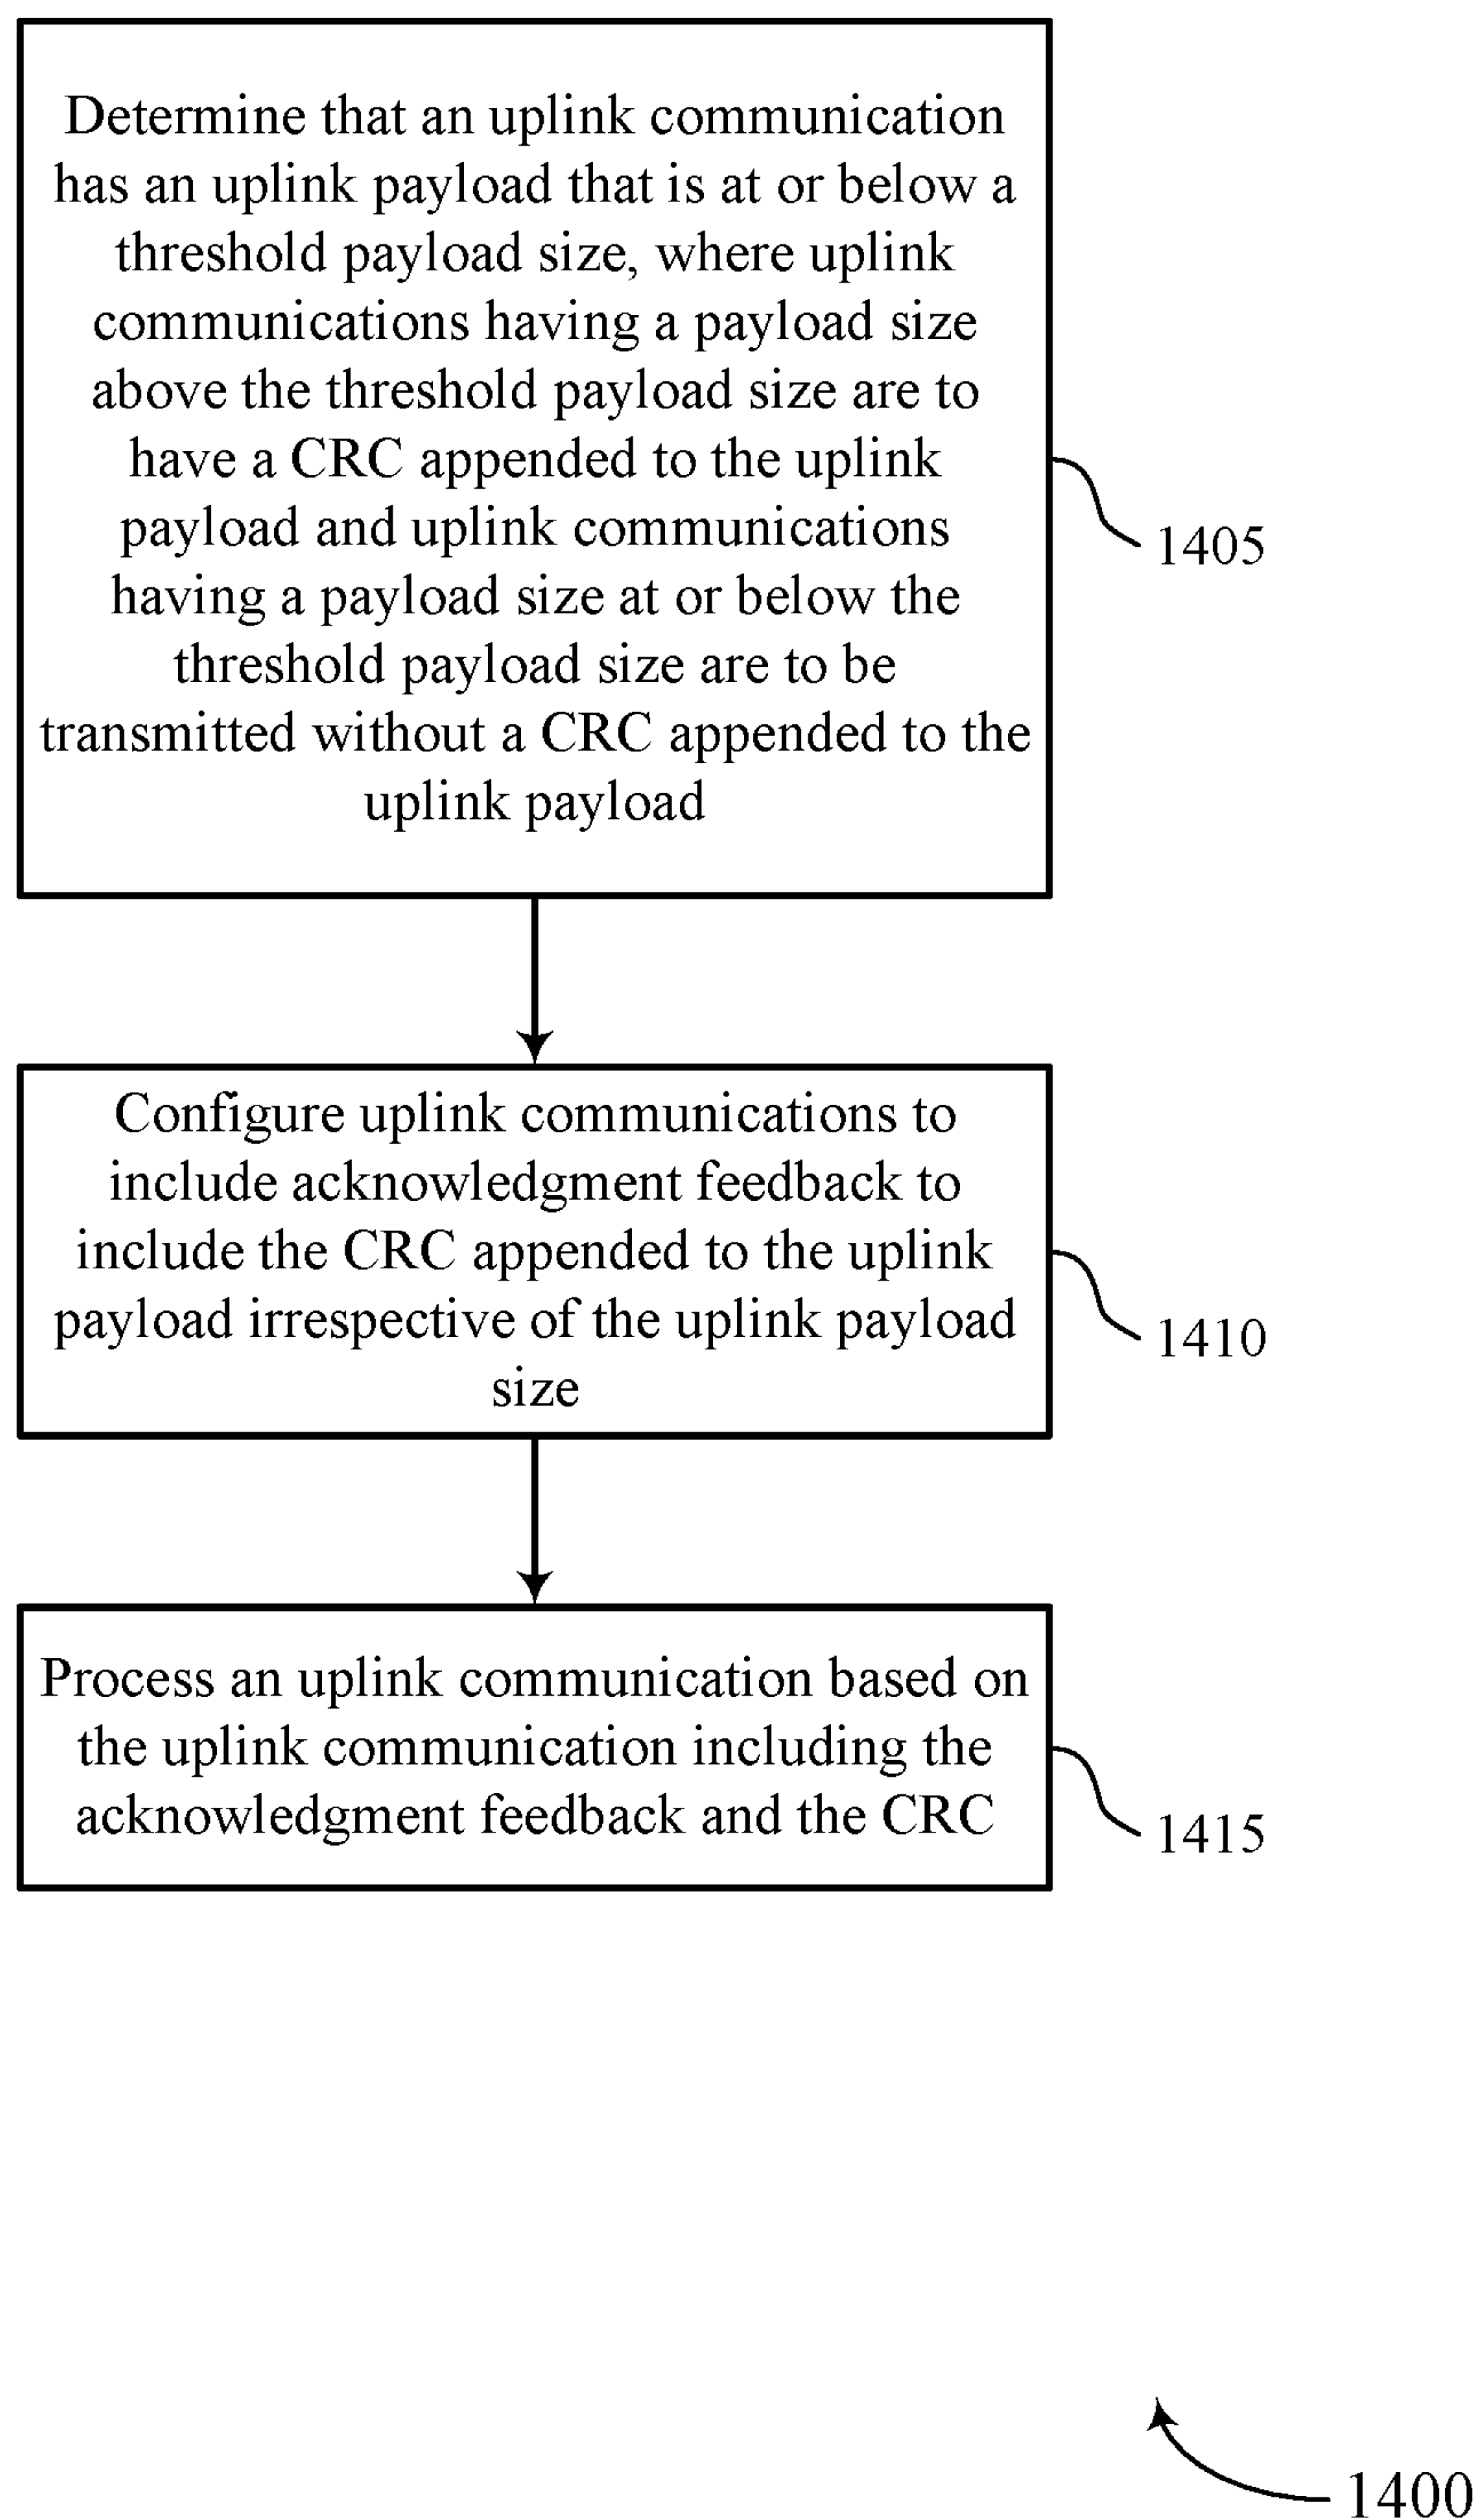 Determine that an uplink communication
has an uplink payload that is at or below a
threshold payload size, where uplink
communications having a payload size
above the threshold payload size are to
have a CRC appended to the uplink
payload and uplink communications
having a payload size at or below the
threshold payload size are to be
transmitted without a CRC appended to the
uplink payload
1405
Configure uplink communications to
include acknowledgment feedback to
include the CRC appended to the uplink
payload irrespective of the uplink payload
size
1410
Process an uplink communication based on
the uplink communication including the
acknowledgment feedback and the CRC
1415
1400